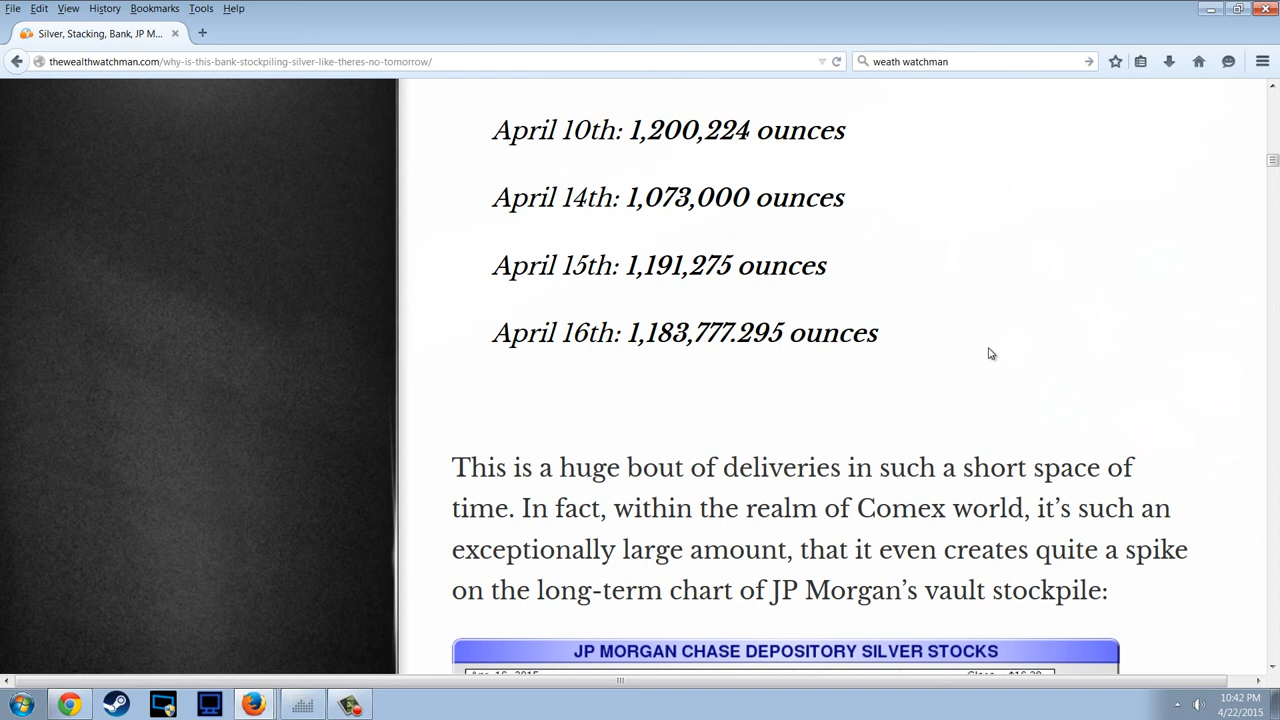 File Edit View History Bookmarks Tools Help
Silver, Stacking, Bank, JP M...
thewealthwatchman.com/why-is-this-bank-stockpiling-silver-like-theres-no-tomorrow/
weath watchman
April 10th: 1,200,224 ounces
April 14th: 1,073,000 ounces
April 15th: 1,191,275 ounces
April 16th: 1,183,777.295 ounces
This is a huge bout of deliveries in such a short space of
time. In fact, within the realm of Comex world, it’s such an
exceptionally large amount, that it even creates quite a spike
on the long-term chart of JP Morgan’s vault stockpile:
JP MORGAN CHASE DEPOSITORY SILVER STOCKS
10:42 PM
4/22/2015